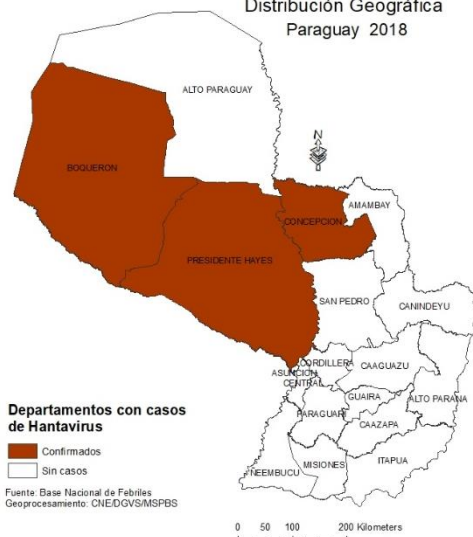 Distribución Geográfica
Paraguay 2018
ALTO PARAGUAY
N
BOQUERON
AMAMBAY
CONCEPCION
PRESIDENTE HAYES
SAN PEDRO
CANINDEYU
CORDILLERA
CAAGUAZU
ASUNCION
CENTRAL
GUAIRA
ALTO PARANA
PARAGUARI
CAAZAPA
ITAPUA
MISIONES
ÑEEMBUCU
Departamentos con casos
de Hantavirus
Confirmados
Sin casos
Fuente: Base Nacional de Febriles
Geoprocesamiento: CNE/DGVS/MSPBS
0 50 100 200 Kilometers